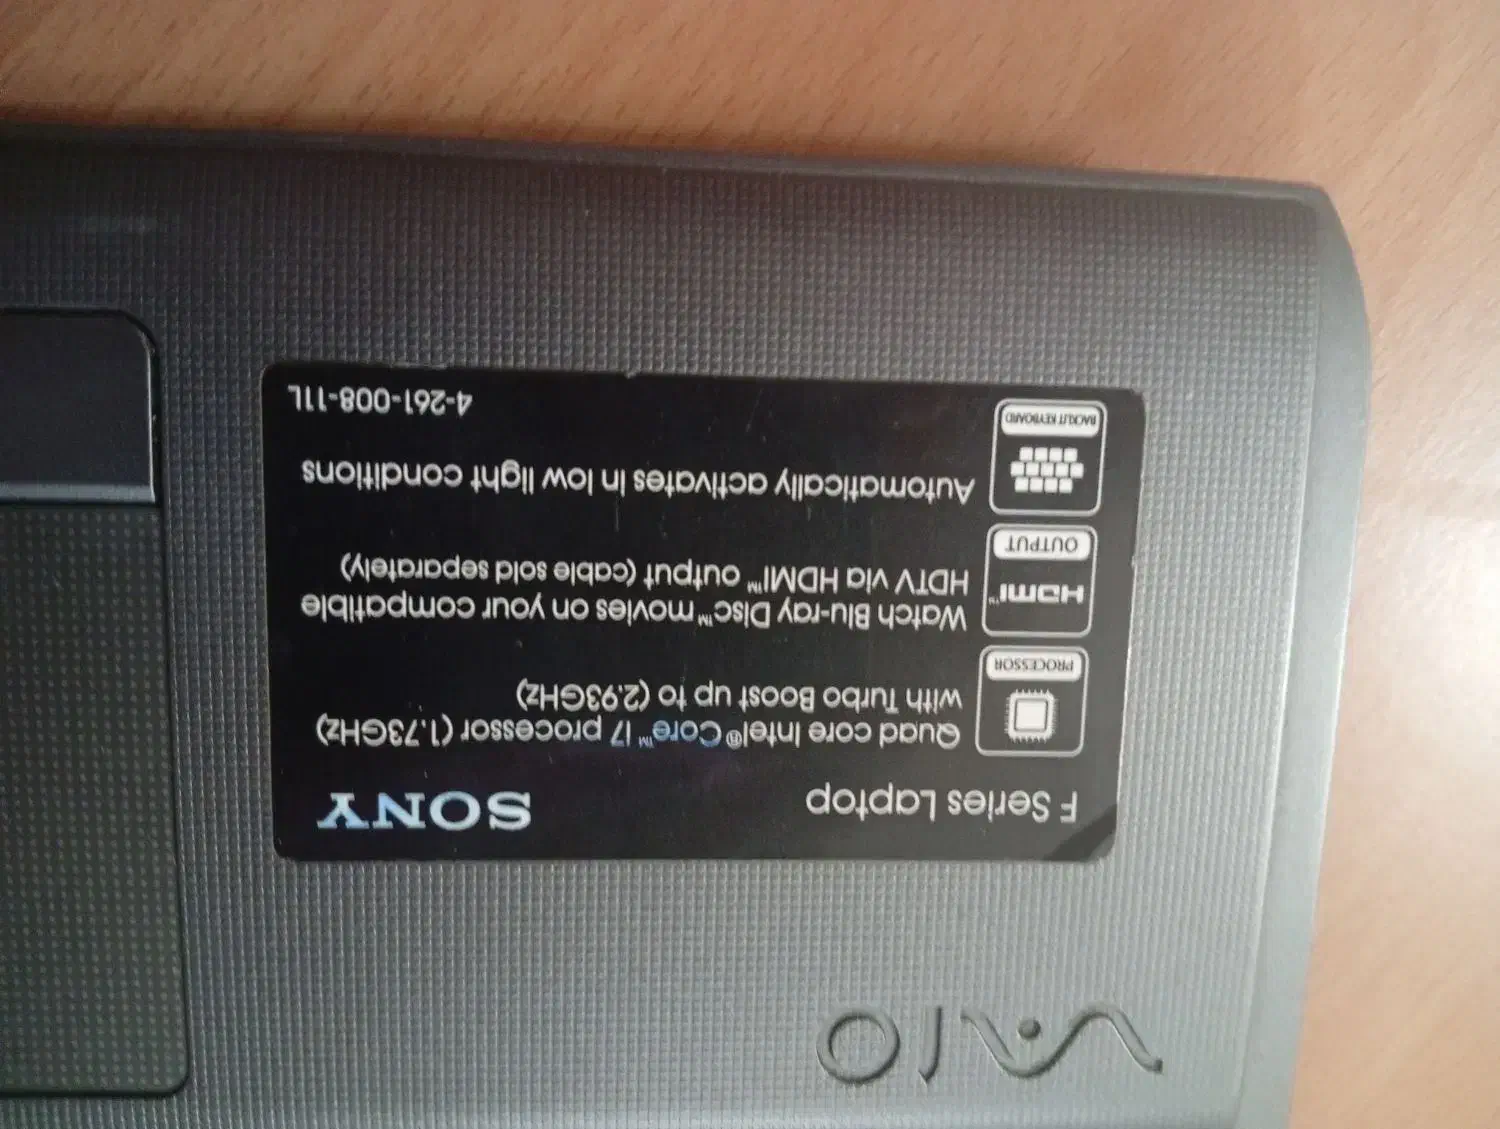 VAIO
F Series Laptop
SONY
PROCESSOR
Quad core Intel® Core™ i7 processor (1.73GHz)
with Turbo Boost up to (2.93GHz)
HDMI™
OUTPUT
Watch Blu-ray Disc™ movies on your compatible
HDTV via HDMI™ output (cable sold separately)
BACKLIT KEYBOARD
Automatically activates in low light conditions
4-261-008-11L